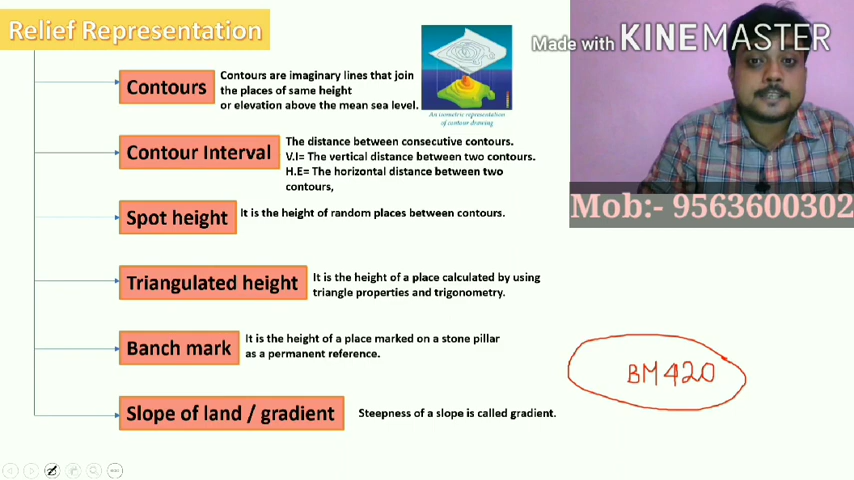 Relief Representation
Made with KINEMASTER
Contours
Contours are imaginary lines that join
the places of same height
or elevation above the mean sea level.
An isometric representation
of contour drawing
Contour Interval
The distance between consecutive contours.
V.I= The vertical distance between two contours.
H.E= The horizontal distance between two
contours,
Mob:- 9563600302
Spot height
It is the height of random places between contours.
Triangulated height
It is the height of a place calculated by using
triangle properties and trigonometry.
Banch mark
It is the height of a place marked on a stone pillar
as a permanent reference.
BM 420
Slope of land / gradient
Steepness of a slope is called gradient.